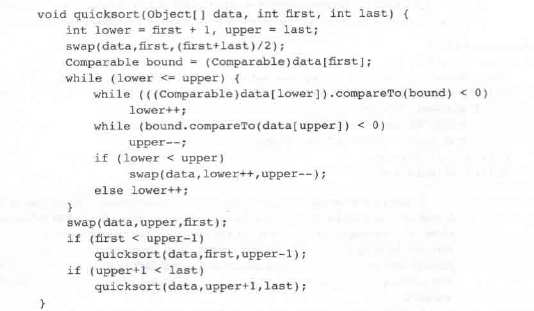 void quicksort(Object[] data, int first, int last) {
    int lower = first + 1, upper = last;
    swap(data,first,(first+last)/2);
    Comparable bound = (Comparable)data[first];
    while (lower <= upper) {
        while (((Comparable)data[lower]).compareTo(bound) < 0)
            lower++;
        while (bound.compareTo(data[upper]) < 0)
            upper--;
        if (lower < upper)
            swap(data,lower++,upper--);
        else lower++;
    }
    swap(data,upper,first);
    if (first < upper-1)
        quicksort(data,first,upper-1);
    if (upper+1 < last)
        quicksort(data,upper+1,last);
}